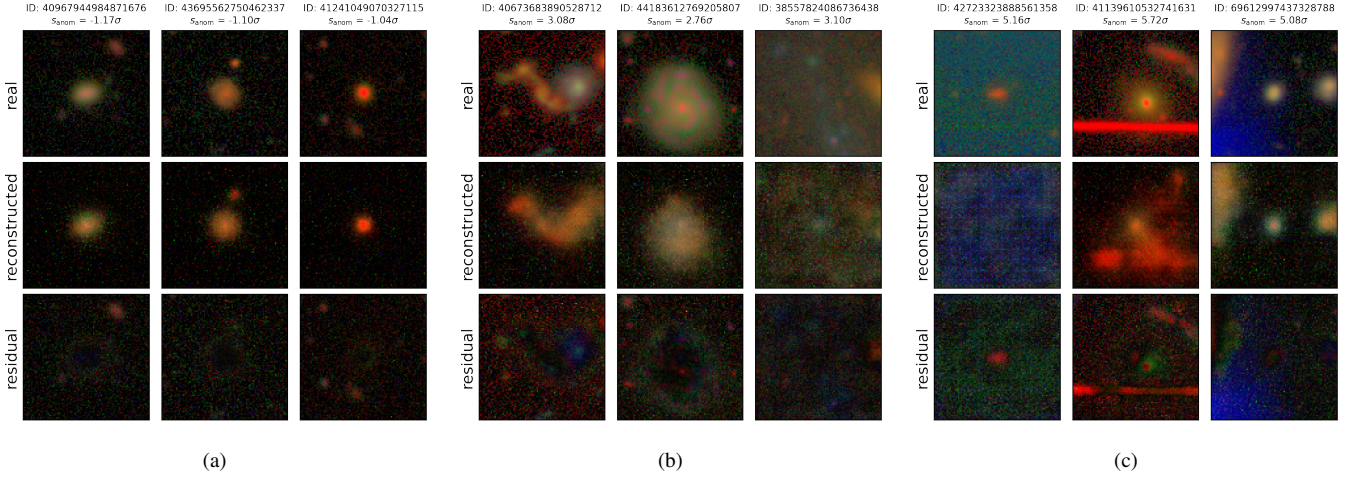 ID: 40967944984871676
s_anom = -1.17σ
ID: 43695562750462337
s_anom = -1.10σ
ID: 41241049070327115
s_anom = -1.04σ
ID: 40673683890528712
s_anom = 3.08σ
ID: 44183612769205807
s_anom = 2.76σ
ID: 38557824086736438
s_anom = 3.10σ
ID: 42723323888561358
s_anom = 5.16σ
ID: 41139610532741631
s_anom = 5.72σ
ID: 69612997437328788
s_anom = 5.08σ
real
real
real
reconstructed
reconstructed
reconstructed
residual
residual
residual
(a)
(b)
(c)